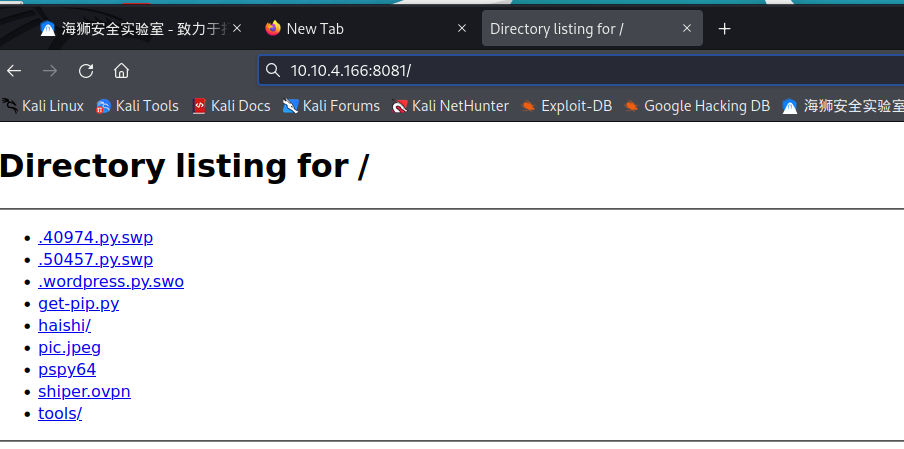 海狮安全实验室 - 致力于 New Tab Directory listing for /
10.10.4.166:8081/
Kali Linux Kali Tools Kali Docs Kali Forums Kali NetHunter Exploit-DB Google Hacking DB 海狮安全实验室
Directory listing for /
.40974.py.swp
.50457.py.swp
.wordpress.py.swo
get-pip.py
haishi/
pic.jpeg
pspy64
shiper.ovpn
tools/